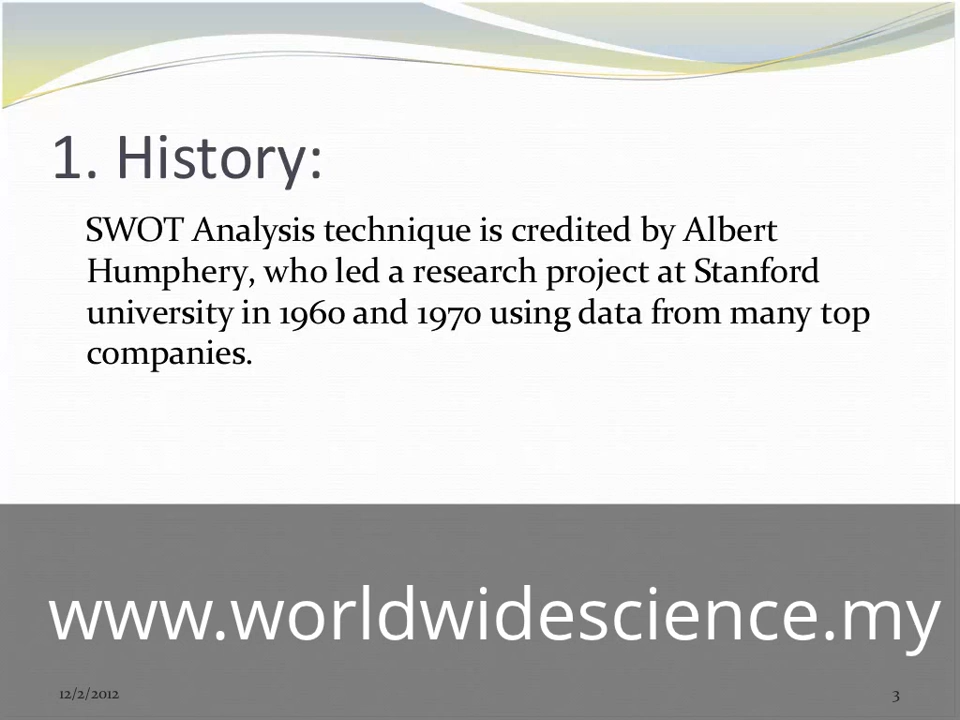 1. History:
SWOT Analysis technique is credited by Albert
Humphery, who led a research project at Stanford
university in 1960 and 1970 using data from many top
companies.
www.worldwidescience.my
12/2/2012
3